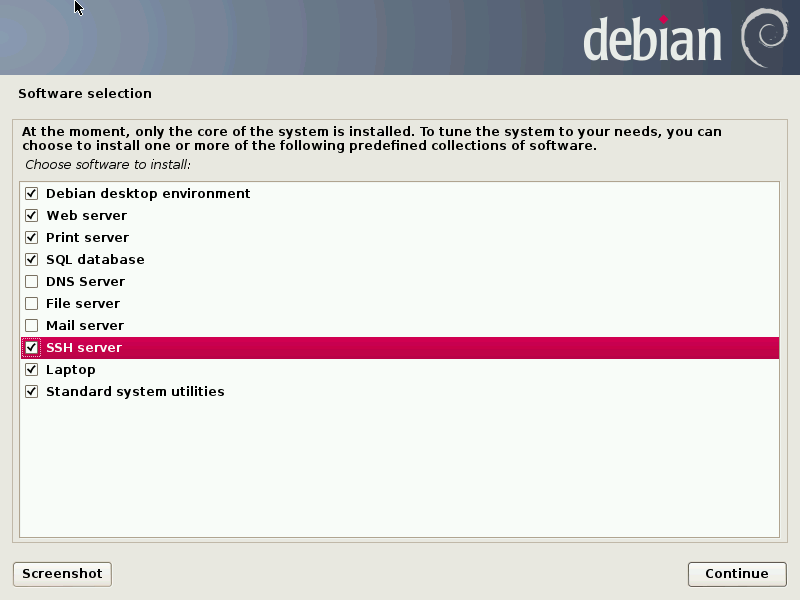 debian
Software selection
At the moment, only the core of the system is installed. To tune the system to your needs, you can
choose to install one or more of the following predefined collections of software.
Choose software to install:
Debian desktop environment
Web server
Print server
SQL database
DNS Server
File server
Mail server
SSH server
Laptop
Standard system utilities
Screenshot
Continue